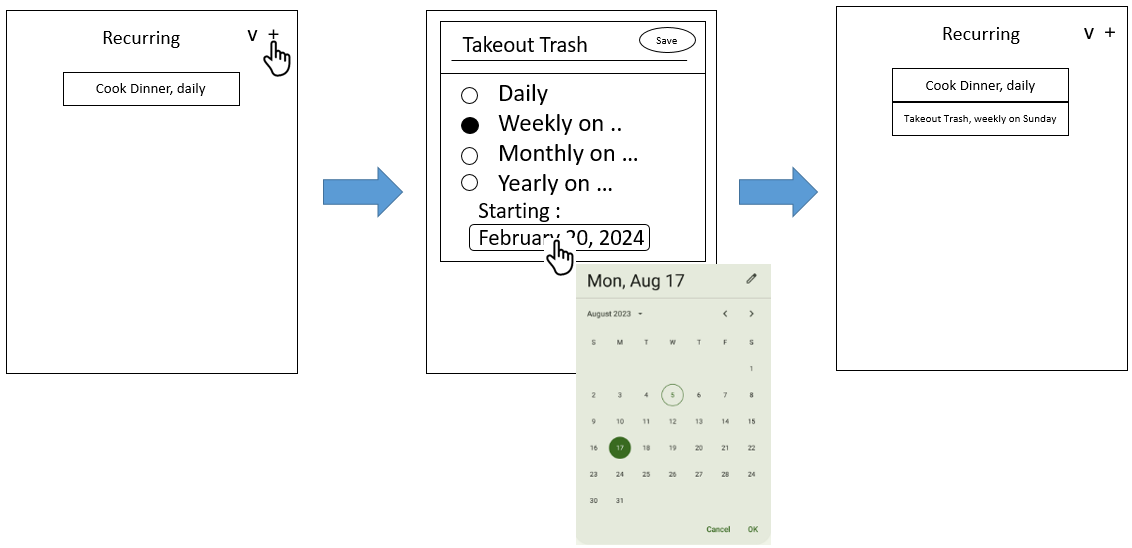 Recurring
v +
Cook Dinner, daily
Takeout Trash
Save
Daily
Weekly on ..
Monthly on ...
Yearly on ...
Starting :
February 20, 2024
Mon, Aug 17
August 2023
S M T W T F S
1
2 3 4 5 6 7 8
9 10 11 12 13 14 15
16 17 18 19 20 21 22
23 24 25 26 27 28 24
30 31
Cancel OK
Recurring
v +
Cook Dinner, daily
Takeout Trash, weekly on Sunday